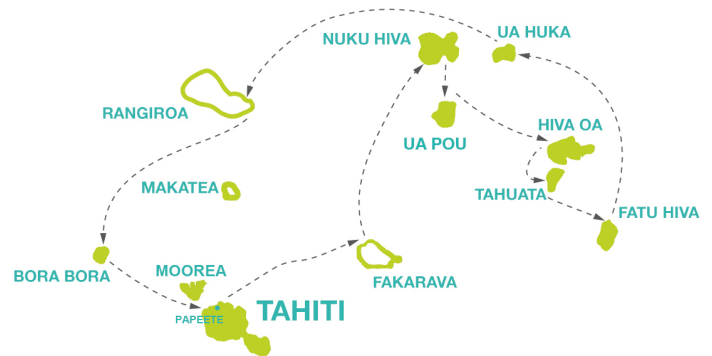 UA HUKA
NUKU HIVA
RANGIROA
HIVA OA
UA POU
MAKATEA
TAHUATA
FATU HIVA
BORA BORA
MOOREA
FAKARAVA
TAHITI
PAPEETE